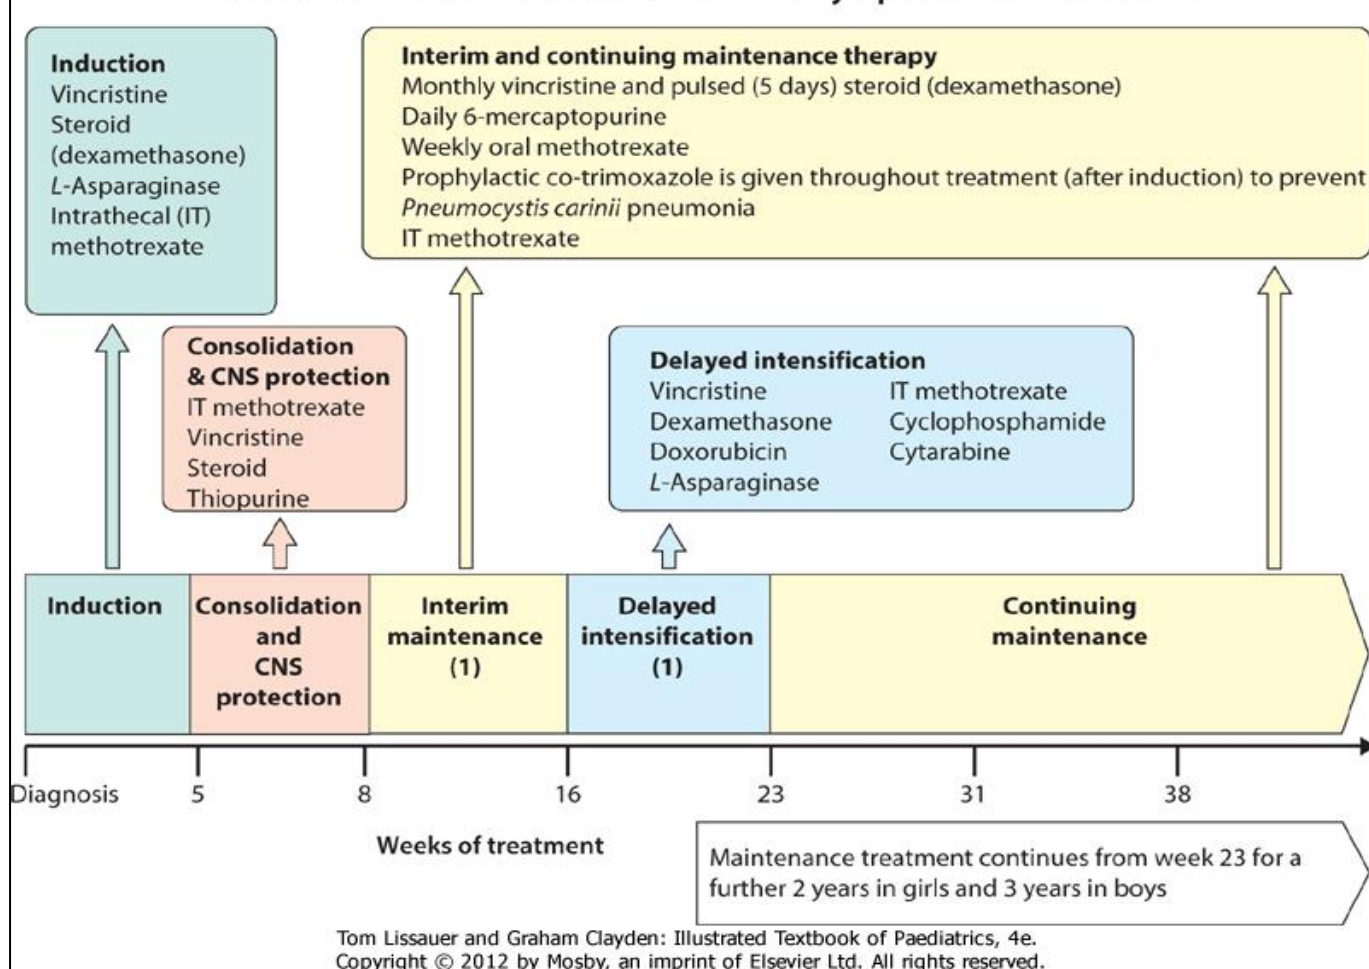 Induction
Vincristine
Steroid
(dexamethasone)
L-Asparaginase
Intrathecal (IT)
methotrexate
Interim and continuing maintenance therapy
Monthly vincristine and pulsed (5 days) steroid (dexamethasone)
Daily 6-mercaptopurine
Weekly oral methotrexate
Prophylactic co-trimoxazole is given throughout treatment (after induction) to prevent
Pneumocystis carinii pneumonia
IT methotrexate
Consolidation
& CNS protection
IT methotrexate
Vincristine
Steroid
Thiopurine
Delayed intensification
Vincristine
Dexamethasone
Doxorubicin
L-Asparaginase
IT methotrexate
Cyclophosphamide
Cytarabine
Induction
Consolidation
and
CNS
protection
Interim
maintenance
(1)
Delayed
intensification
(1)
Continuing
maintenance
Diagnosis 5 8 16 23 31 38
Weeks of treatment
Maintenance treatment continues from week 23 for a
further 2 years in girls and 3 years in boys
Tom Lissauer and Graham Clayden: Illustrated Textbook of Paediatrics, 4e.
Copyright © 2012 by Mosby, an imprint of Elsevier Ltd. All rights reserved.